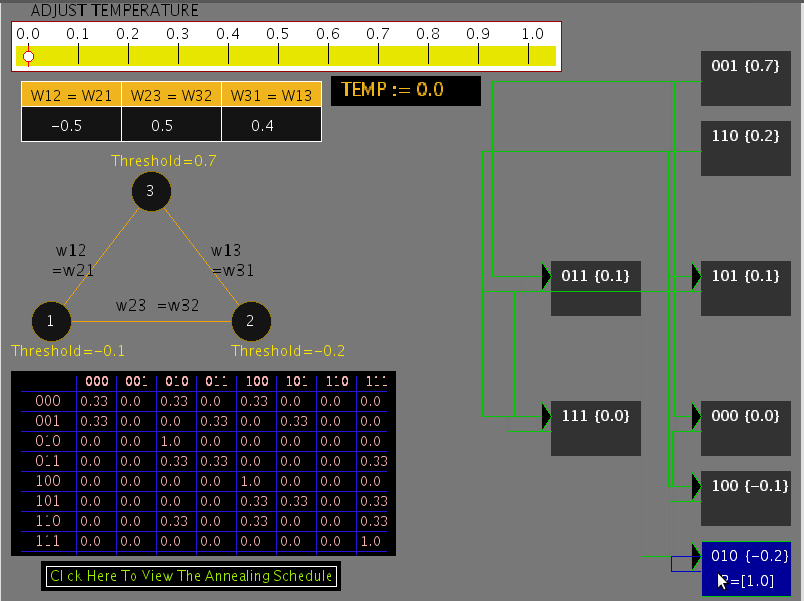 ADJUST TEMPERATURE
0.0 0.1 0.2 0.3 0.4 0.5 0.6 0.7 0.8 0.9 1.0
W12 = W21 W23 = W32 W31 = W13
−0.5 0.5 0.4
TEMP := 0.0
Threshold=0.7
3
w12
=w21
w13
=w31
w23 =w32
1
2
Threshold=−0.1
Threshold=−0.2
000 001 010 011 100 101 110 111
000 0.33 0.0 0.33 0.0 0.33 0.0 0.0 0.0
001 0.33 0.0 0.0 0.33 0.0 0.33 0.0 0.0
010 0.0 0.0 1.0 0.0 0.0 0.0 0.0 0.0
011 0.0 0.0 0.33 0.33 0.0 0.0 0.0 0.33
100 0.0 0.0 0.0 0.0 1.0 0.0 0.0 0.0
101 0.0 0.0 0.0 0.0 0.33 0.33 0.0 0.33
110 0.0 0.0 0.33 0.0 0.33 0.0 0.0 0.33
111 0.0 0.0 0.0 0.0 0.0 0.0 0.0 1.0
Click Here To View The Annealing Schedule
001 {0.7}
110 {0.2}
011 {0.1}
101 {0.1}
111 {0.0}
000 {0.0}
100 {−0.1}
010 {−0.2}
P=[1.0]